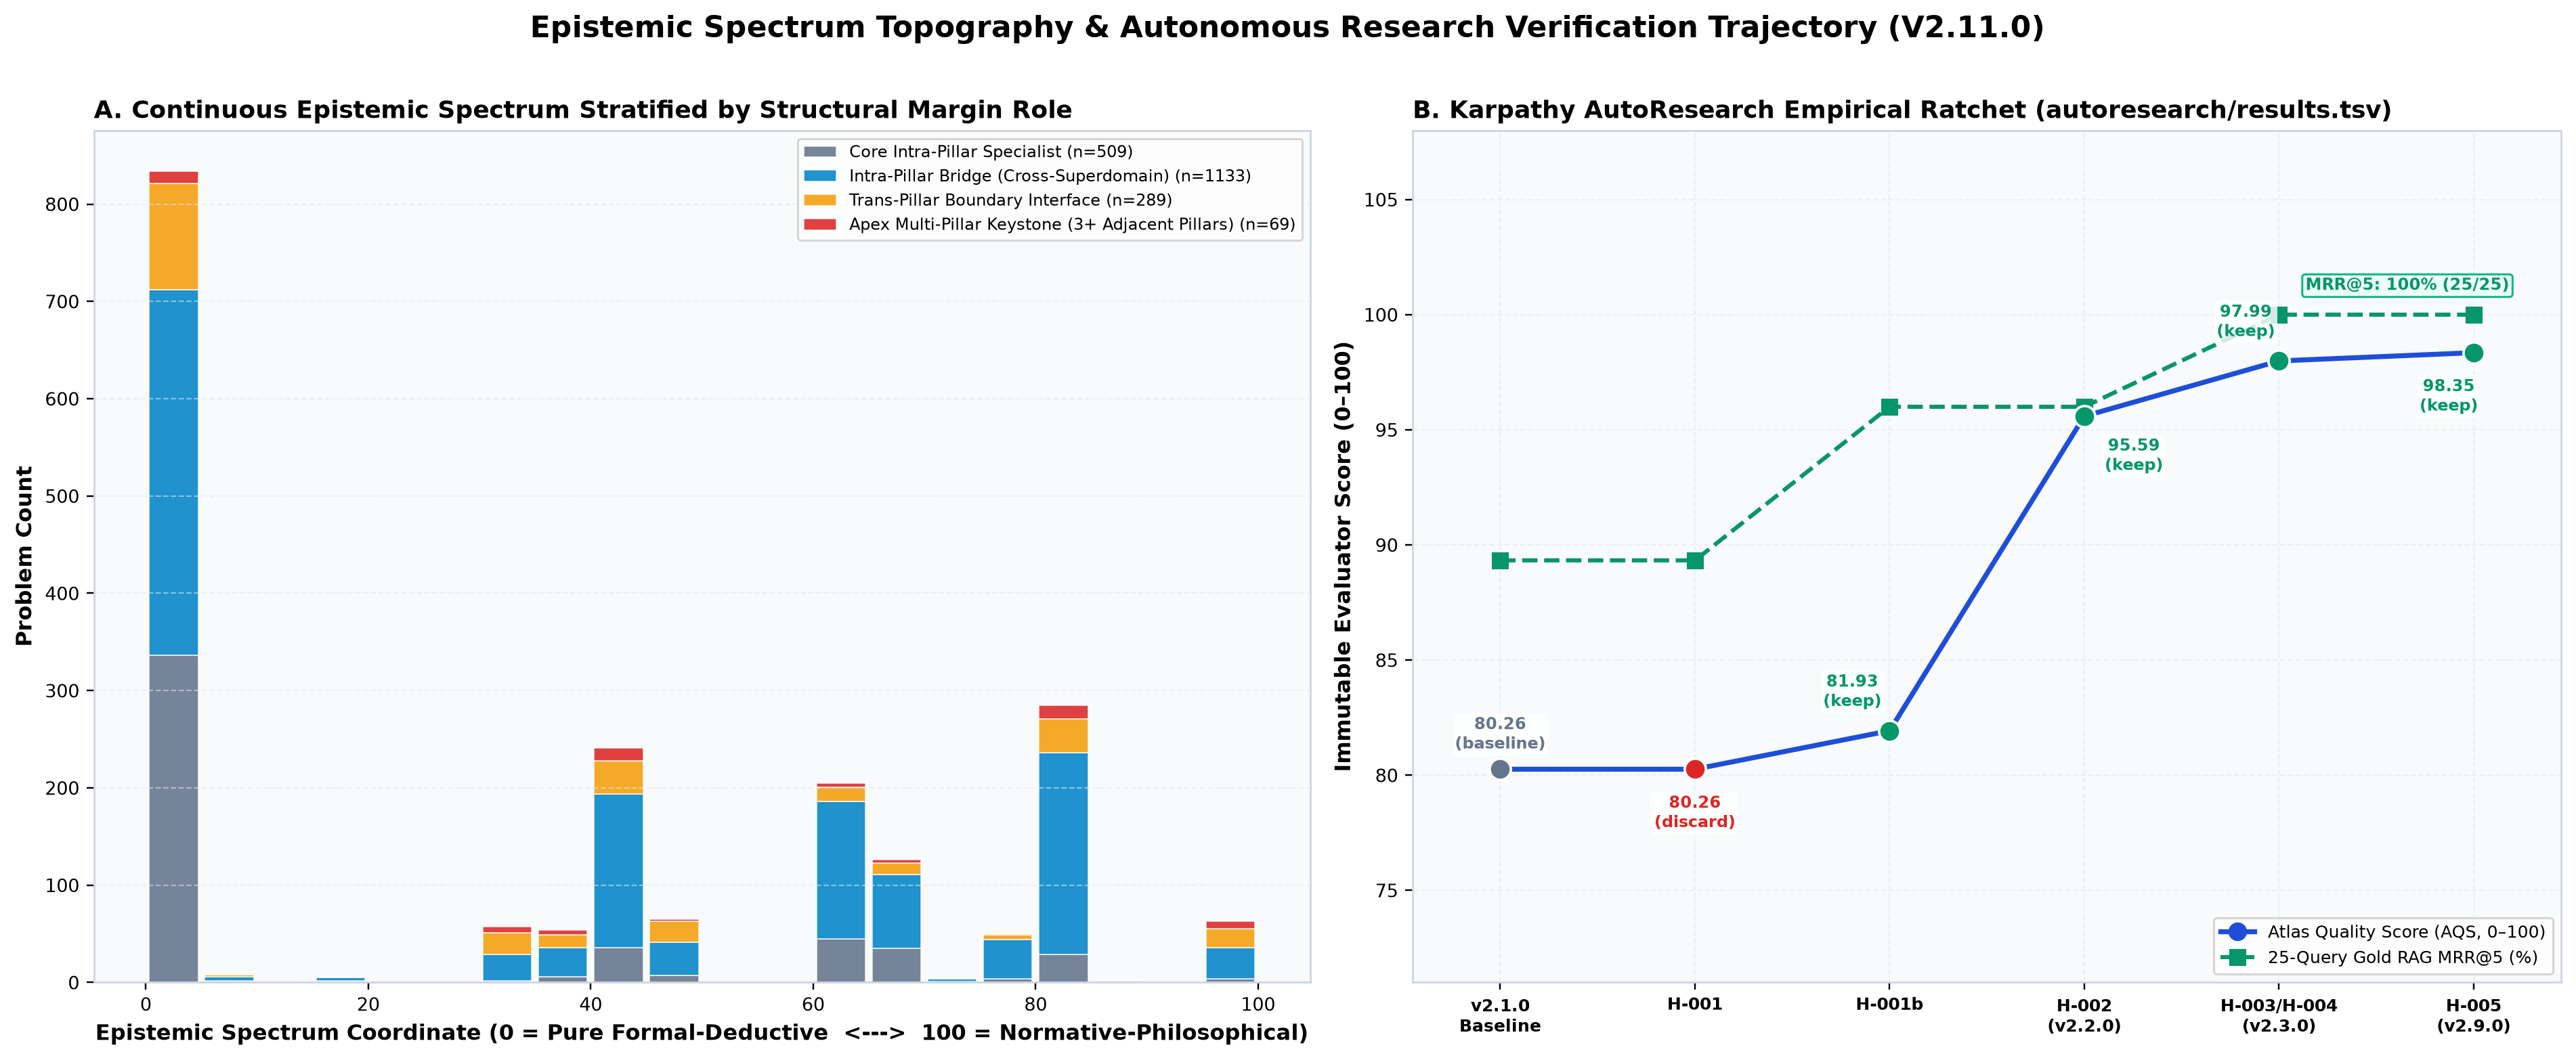 Epistemic Spectrum Topography & Autonomous Research Verification Trajectory (V2.11.0)
A. Continuous Epistemic Spectrum Stratified by Structural Margin Role
Core Intra-Pillar Specialist (n=509)
Intra-Pillar Bridge (Cross-Superdomain) (n=1133)
Trans-Pillar Boundary Interface (n=289)
Apex Multi-Pillar Keystone (3+ Adjacent Pillars) (n=69)
Problem Count
800
700
600
500
400
300
200
100
0
0
20
40
60
80
100
Epistemic Spectrum Coordinate (0 = Pure Formal-Deductive <---> 100 = Normative-Philosophical)
B. Karpathy AutoResearch Empirical Ratchet (autoresearch/results.tsv)
Immutable Evaluator Score (0–100)
105
100
95
90
85
80
75
80.26
(baseline)
80.26
(discard)
81.93
(keep)
95.59
(keep)
97.99
(keep)
98.35
(keep)
MRR@5: 100% (25/25)
Atlas Quality Score (AQS, 0–100)
25-Query Gold RAG MRR@5 (%)
v2.1.0
Baseline
H-001
H-001b
H-002
(v2.2.0)
H-003/H-004
(v2.3.0)
H-005
(v2.9.0)